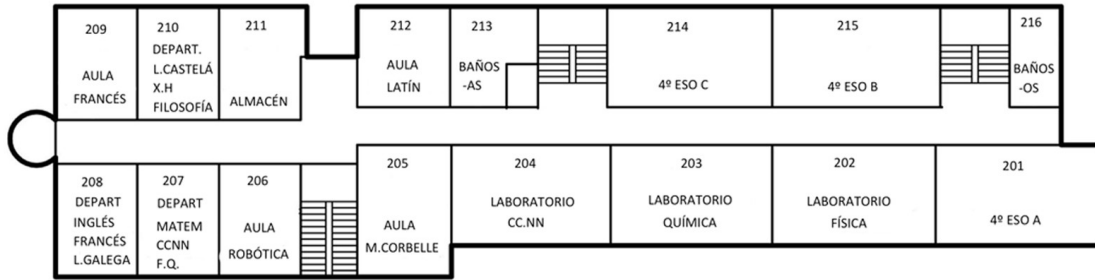 209
AULA
FRANCÉS
210
DEPART.
L.CASTELÁ
X.H
FILOSOFÍA
211
ALMACÉN
212
AULA
LATÍN
213
BAÑOS
-AS
214
4º ESO C
215
4º ESO B
216
BAÑOS
-OS
208
DEPART
INGLÉS
FRANCÉS
L.GALEGA
207
DEPART
MATEM
CCNN
F.Q.
206
AULA
ROBÓTICA
205
AULA
M.CORBELLE
204
LABORATORIO
CC.NN
203
LABORATORIO
QUÍMICA
202
LABORATORIO
FÍSICA
201
4º ESO A